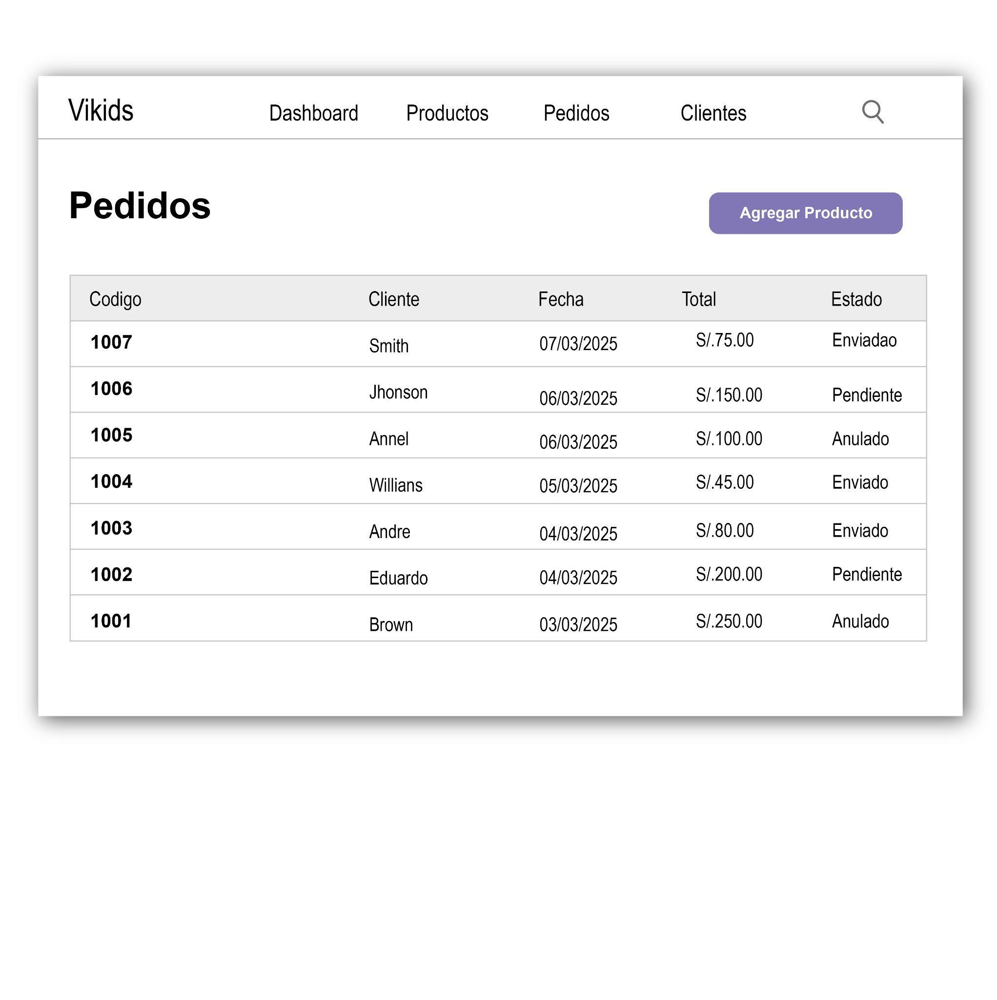 Vikids Dashboard Productos Pedidos Clientes
Pedidos Agregar Producto
Codigo Cliente Fecha Total Estado
1007 Smith 07/03/2025 S/.75.00 Enviadao
1006 Jhonson 06/03/2025 S/.150.00 Pendiente
1005 Annel 06/03/2025 S/.100.00 Anulado
1004 Willians 05/03/2025 S/.45.00 Enviado
1003 Andre 04/03/2025 S/.80.00 Enviado
1002 Eduardo 04/03/2025 S/.200.00 Pendiente
1001 Brown 03/03/2025 S/.250.00 Anulado